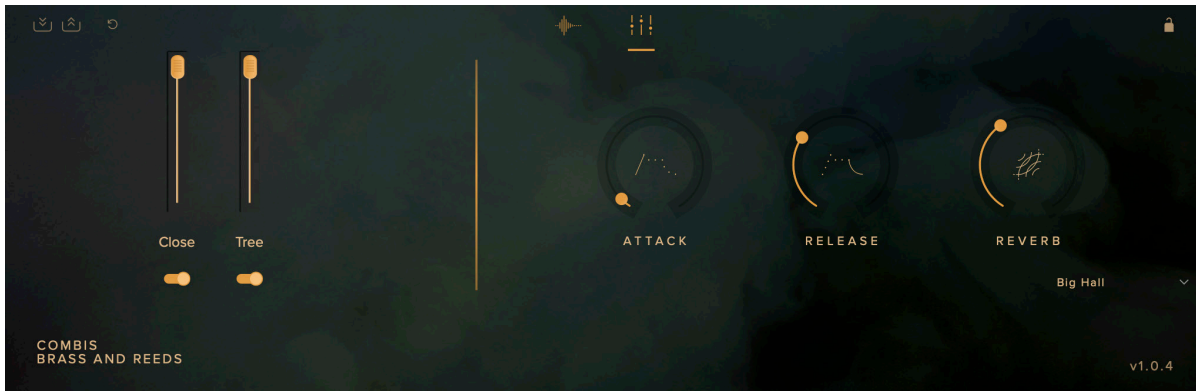 Close
Tree
ATTACK
RELEASE
REVERB
Big Hall
COMBIS
BRASS AND REEDS
v1.0.4